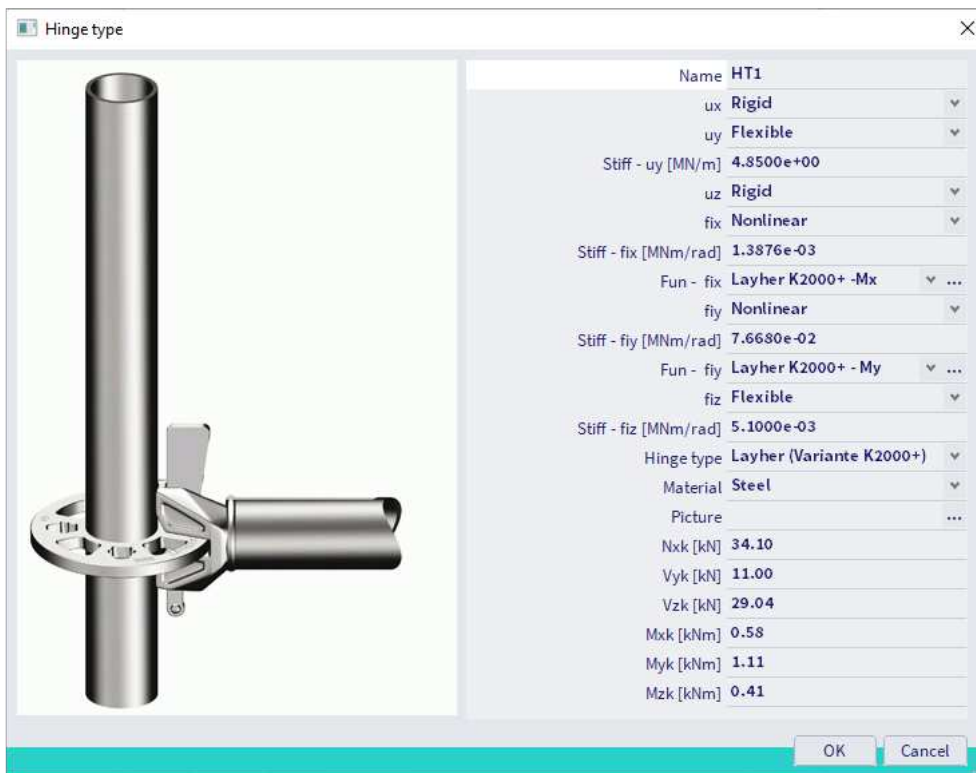 Hinge type
Name HT1
ux Rigid
uy Flexible
Stiff - uy [MN/m] 4.8500e+00
uz Rigid
fix Nonlinear
Stiff - fix [MNm/rad] 1.3876e-03
Fun - fix Layher K2000+ -Mx ...
fiy Nonlinear
Stiff - fiy [MNm/rad] 7.6680e-02
Fun - fiy Layher K2000+ - My ...
fiz Flexible
Stiff - fiz [MNm/rad] 5.1000e-03
Hinge type Layher (Variante K2000+)
Material Steel
Picture ...
Nxk [kN] 34.10
Vyk [kN] 11.00
Vzk [kN] 29.04
Mxk [kNm] 0.58
Myk [kNm] 1.11
Mzk [kNm] 0.41
OK Cancel